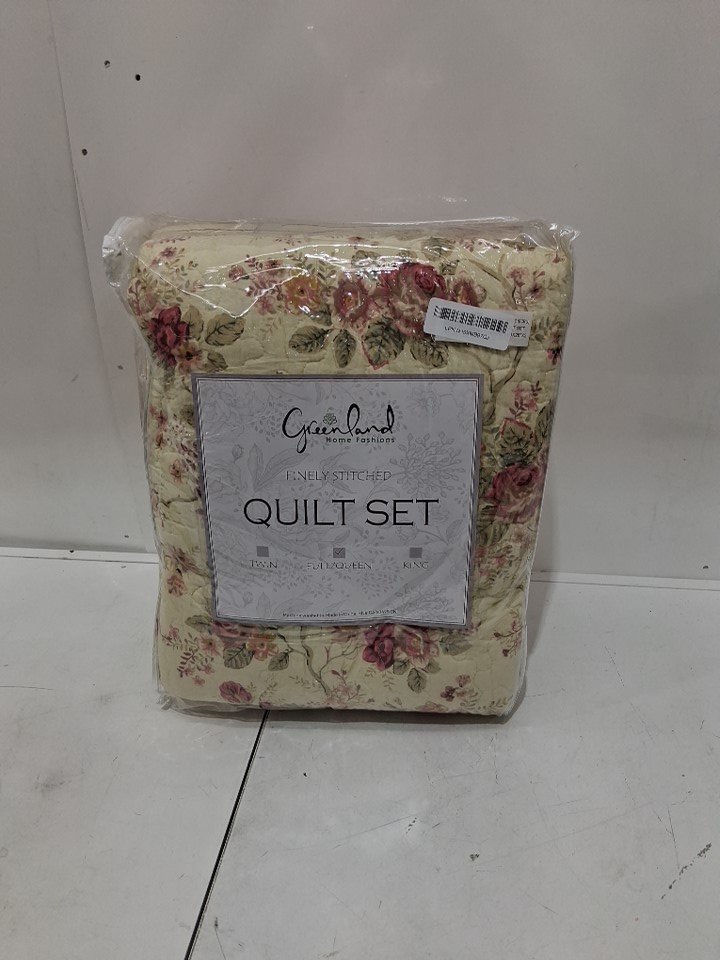 Greenland
Home Fashions
FINELY STITCHED
QUILT SET
TWIN FULL/QUEEN KING